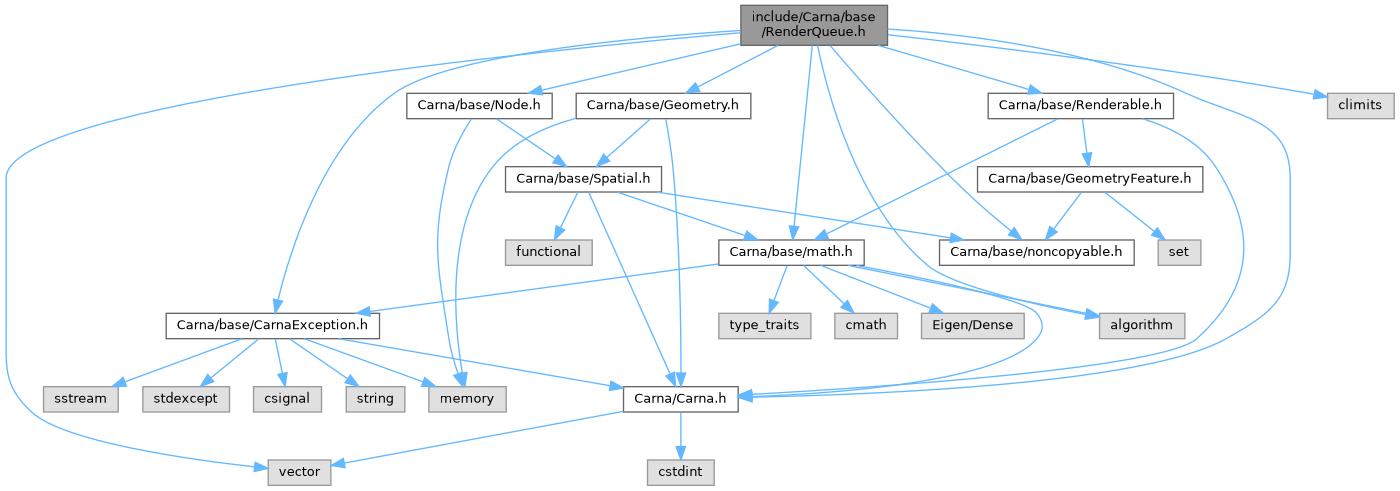 include/Carna/base
/RenderQueue.h
Carna/base/Node.h
Carna/base/Geometry.h
Carna/base/Renderable.h
climits
Carna/base/Spatial.h
Carna/base/GeometryFeature.h
functional
Carna/base/math.h
Carna/base/noncopyable.h
set
Carna/base/CarnaException.h
type_traits
cmath
Eigen/Dense
algorithm
sstream
stdexcept
csignal
string
memory
Carna/Carna.h
vector
cstdint